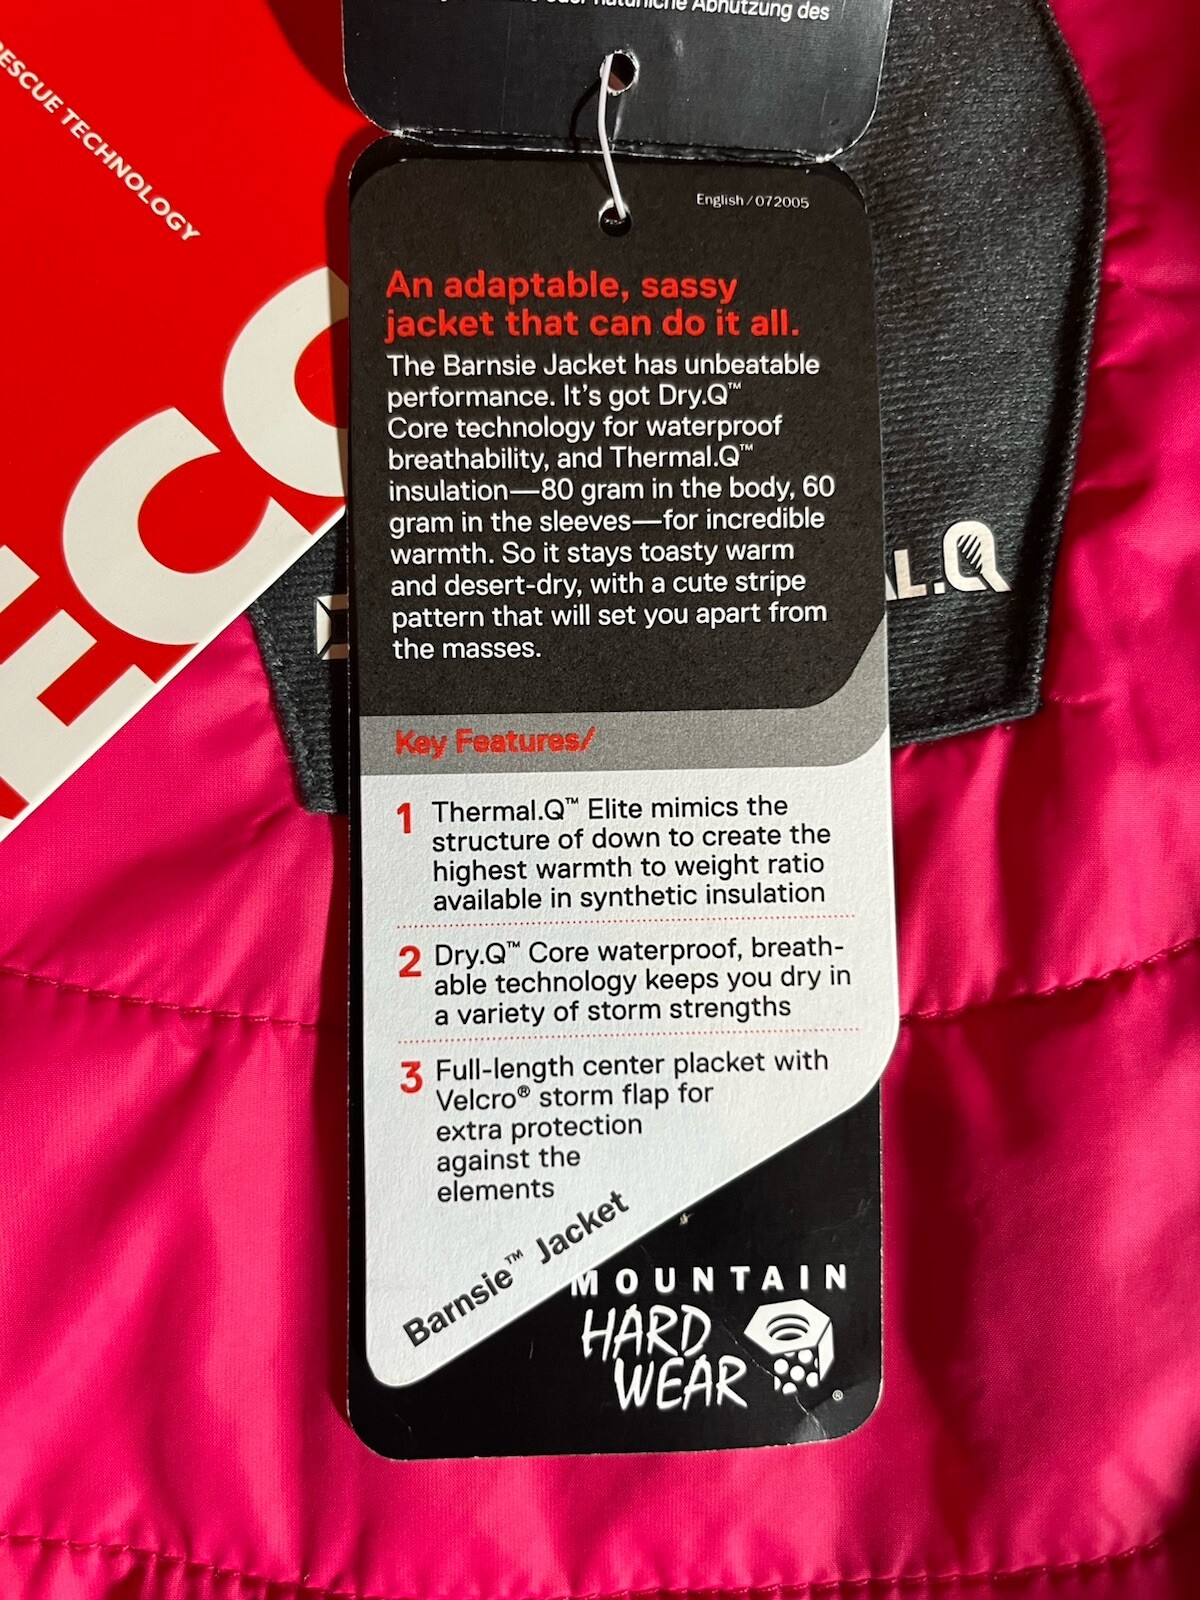 oder natürliche Abnutzung des
RESCUE TECHNOLOGY
RECCO
English / 072005
An adaptable, sassy
jacket that can do it all.
The Barnsie Jacket has unbeatable
performance. It's got Dry.Q™
Core technology for waterproof
breathability, and Thermal.Q™
insulation—80 gram in the body, 60
gram in the sleeves—for incredible
warmth. So it stays toasty warm
and desert-dry, with a cute stripe
pattern that will set you apart from
the masses.
AL.Q
Key Features/
1 Thermal.Q™ Elite mimics the
structure of down to create the
highest warmth to weight ratio
available in synthetic insulation
2 Dry.Q™ Core waterproof, breath-
able technology keeps you dry in
a variety of storm strengths
3 Full-length center placket with
Velcro® storm flap for
extra protection
against the
elements
Barnsie™ Jacket
MOUNTAIN
HARD
WEAR®